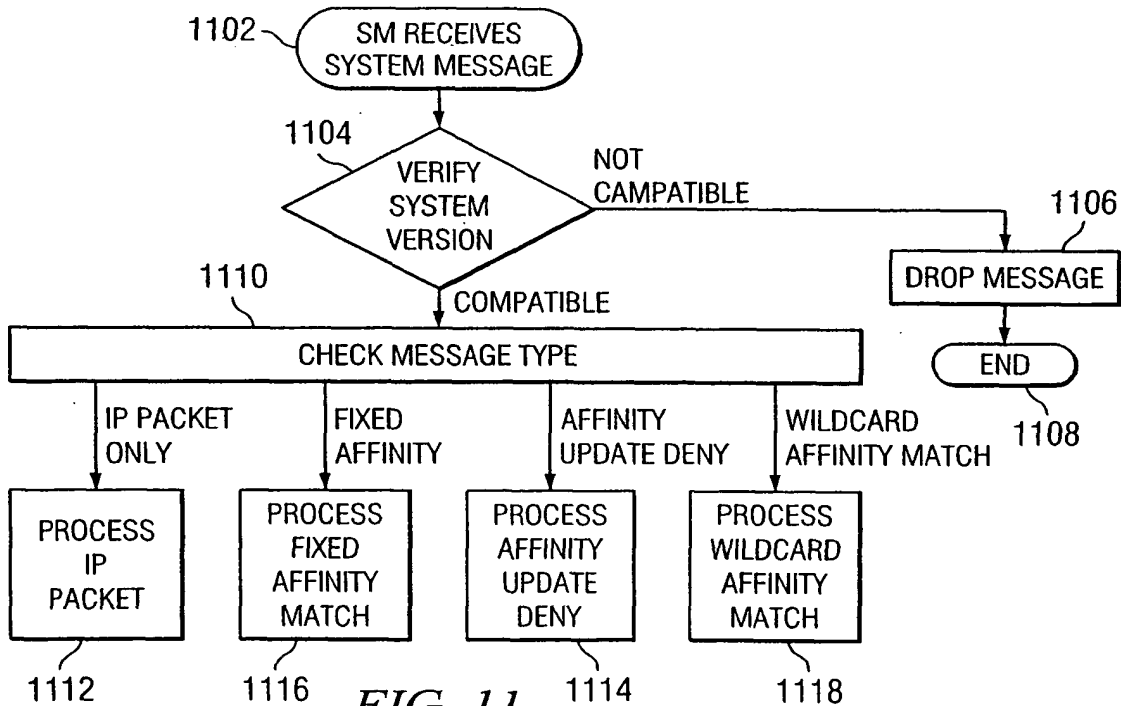 1102
SM RECEIVES
SYSTEM MESSAGE
1104
VERIFY
SYSTEM
VERSION
NOT
CAMPATIBLE
1106
DROP MESSAGE
END
1108
COMPATIBLE
1110
CHECK MESSAGE TYPE
IP PACKET
ONLY
FIXED
AFFINITY
AFFINITY
UPDATE DENY
WILDCARD
AFFINITY MATCH
PROCESS
IP
PACKET
PROCESS
FIXED
AFFINITY
MATCH
PROCESS
AFFINITY
UPDATE
DENY
PROCESS
WILDCARD
AFFINITY
MATCH
1112
1116
1114
1118
FIG. 11